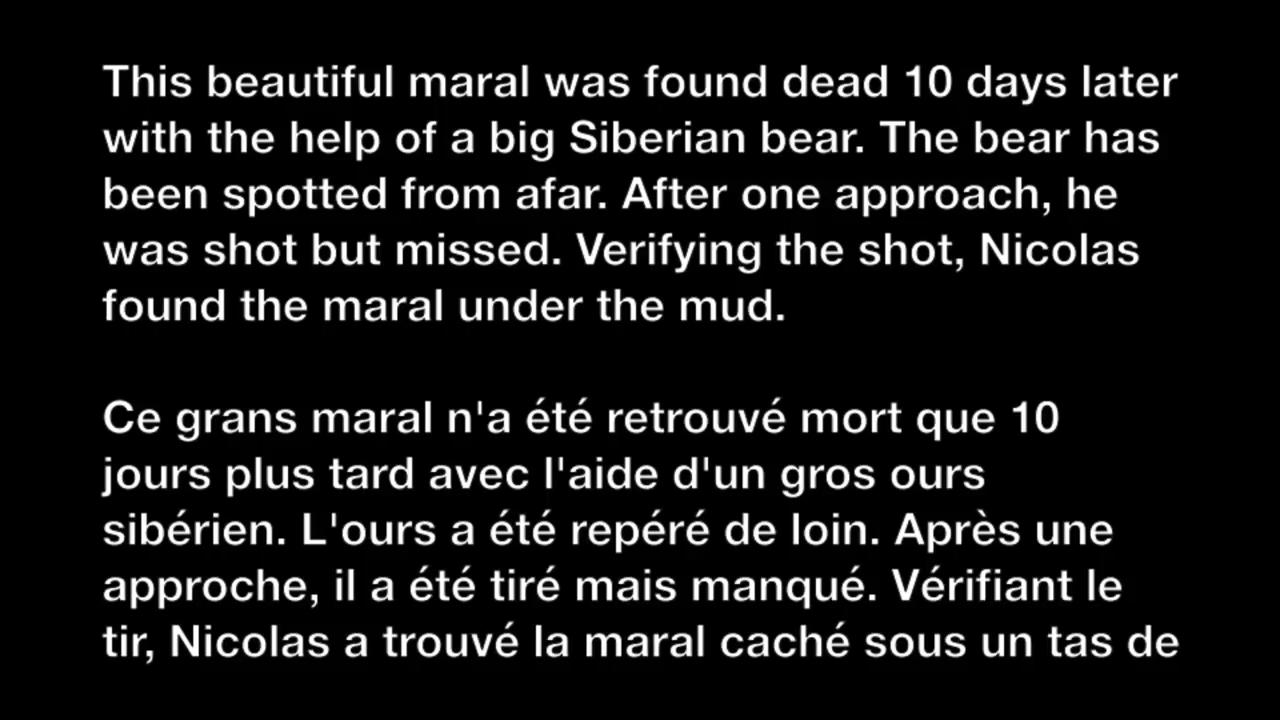 This beautiful maral was found dead 10 days later
with the help of a big Siberian bear. The bear has
been spotted from afar. After one approach, he
was shot but missed. Verifying the shot, Nicolas
found the maral under the mud.
Ce grans maral n'a été retrouvé mort que 10
jours plus tard avec l'aide d'un gros ours
sibérien. L'ours a été repéré de loin. Après une
approche, il a été tiré mais manqué. Vérifiant le
tir, Nicolas a trouvé la maral caché sous un tas de